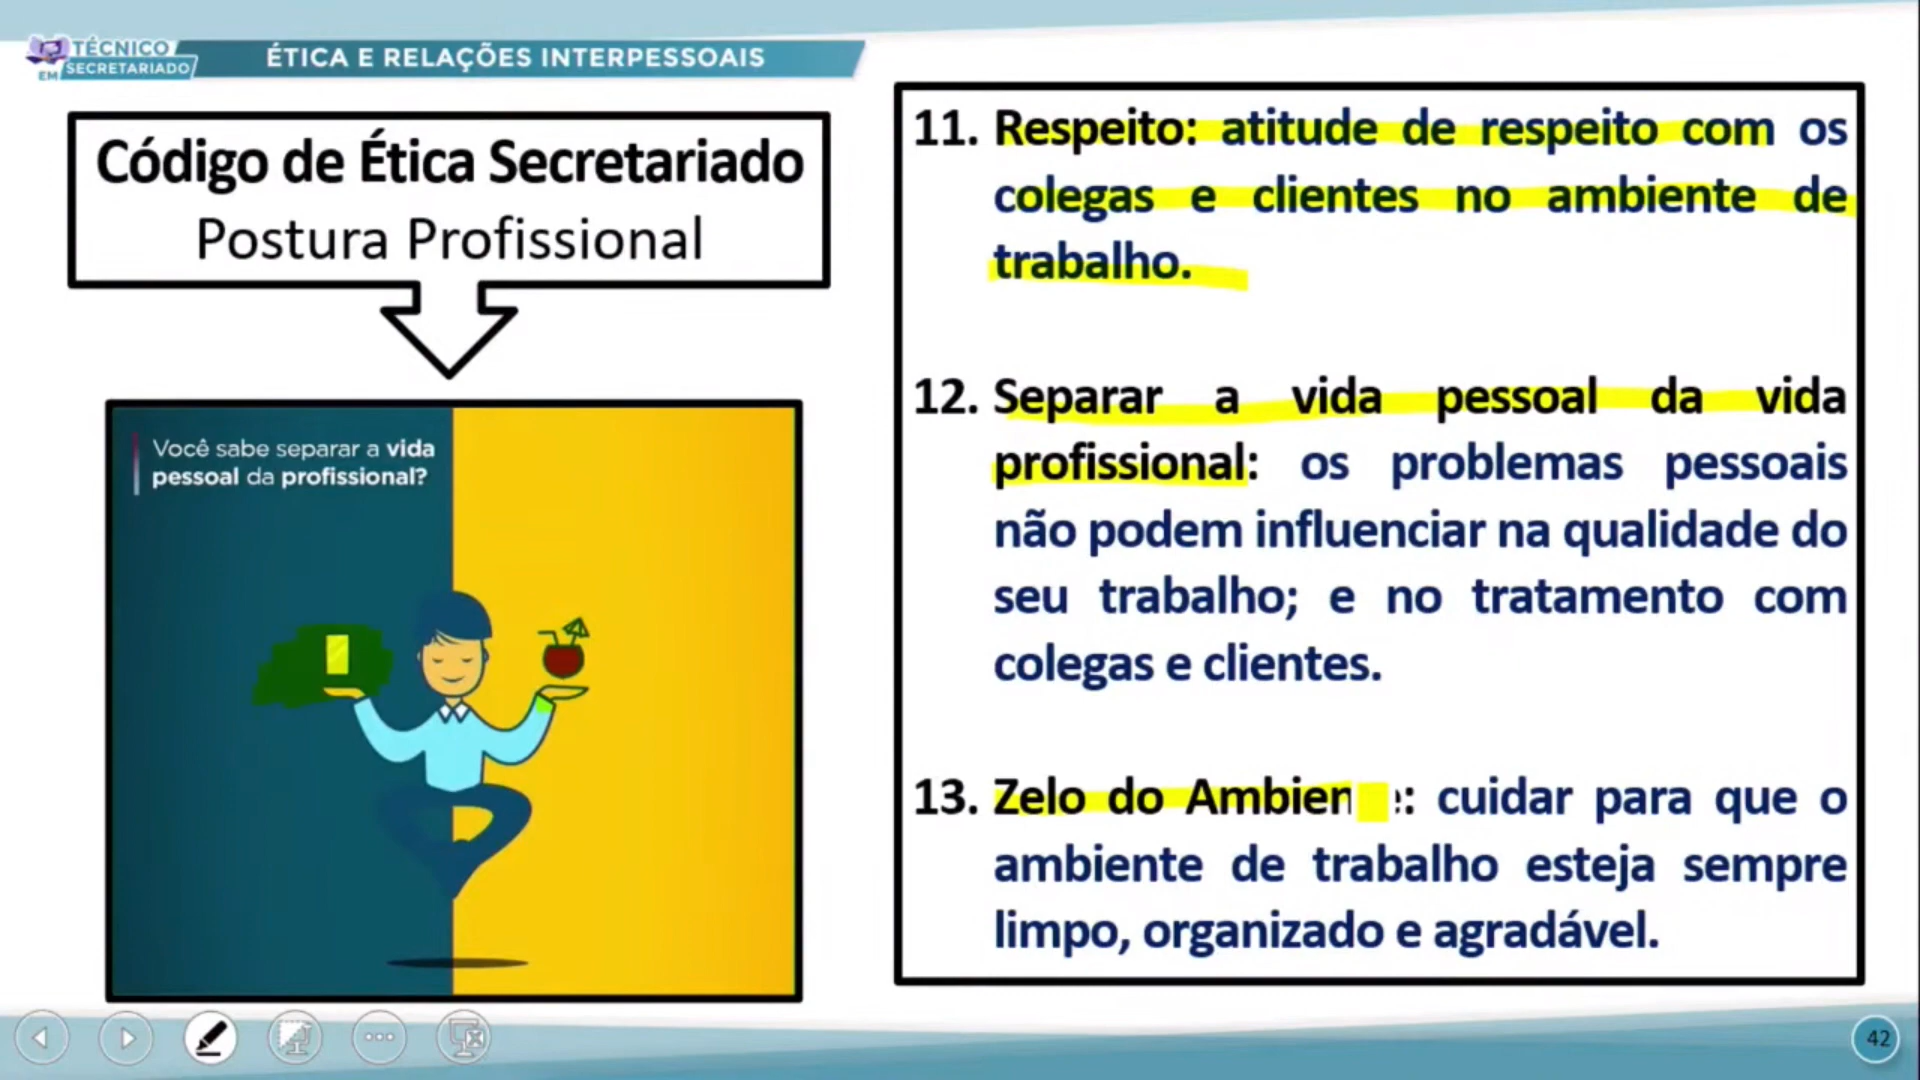 TÉCNICO
EM SECRETARIADO
ÉTICA E RELAÇÕES INTERPESSOAIS
Código de Ética Secretariado
Postura Profissional
Você sabe separar a vida
pessoal da profissional?
11. Respeito: atitude de respeito com os
colegas e clientes no ambiente de
trabalho.
12. Separar a vida pessoal da vida
profissional: os problemas pessoais
não podem influenciar na qualidade do
seu trabalho; e no tratamento com
colegas e clientes.
13. Zelo do Ambiente: cuidar para que o
ambiente de trabalho esteja sempre
limpo, organizado e agradável.
42